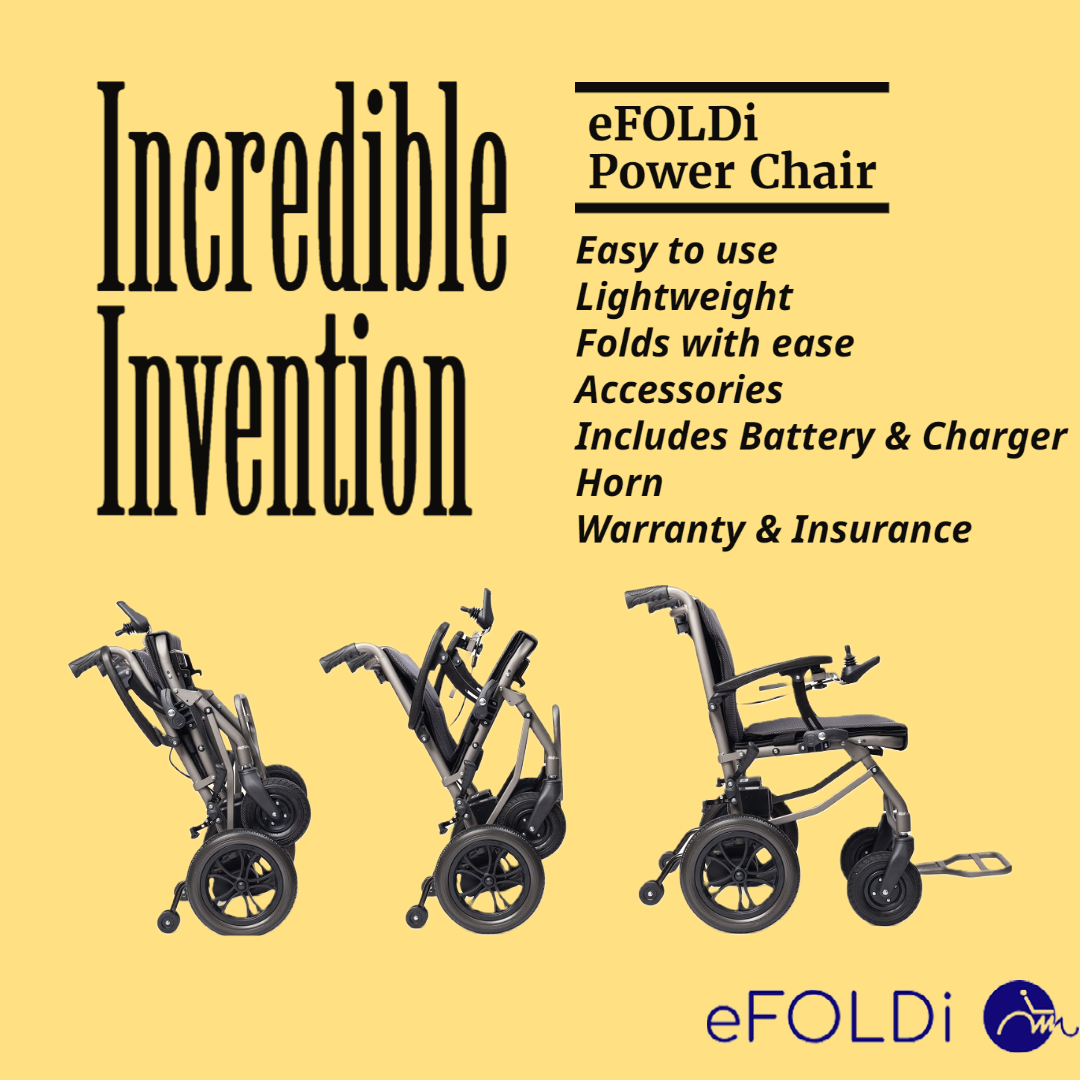 Incredible
Invention
eFOLDi
Power Chair
Easy to use
Lightweight
Folds with ease
Accessories
Includes Battery & Charger
Horn
Warranty & Insurance
eFOLDi